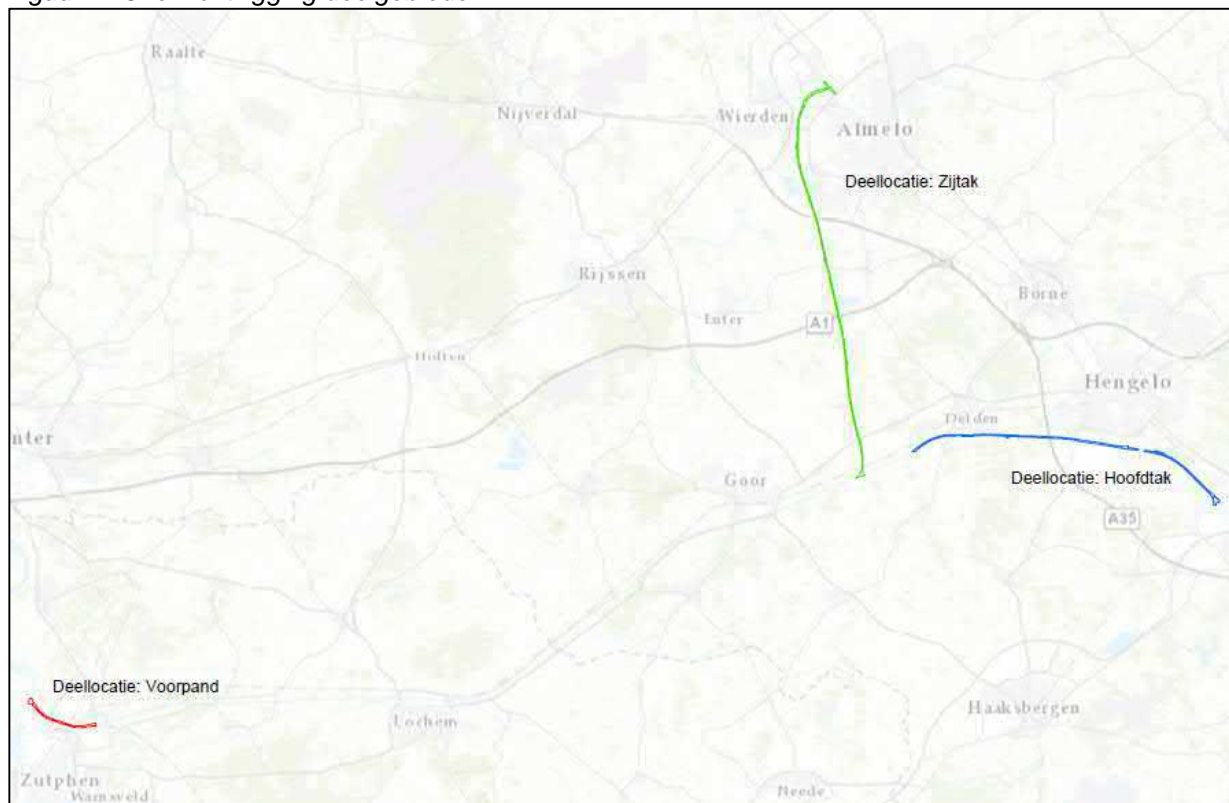 Raalte
Nijverdal
Wierden
Almelo
Deellocatie: Zijtak
Rijssen
Borne
Enter
A1
Holten
Hengelo
Delden
nter
Goor
Deellocatie: Hoofdtak
A35
Deellocatie: Voorpand
Lochem
Haaksbergen
Zutphen
Warnsveld
Neede